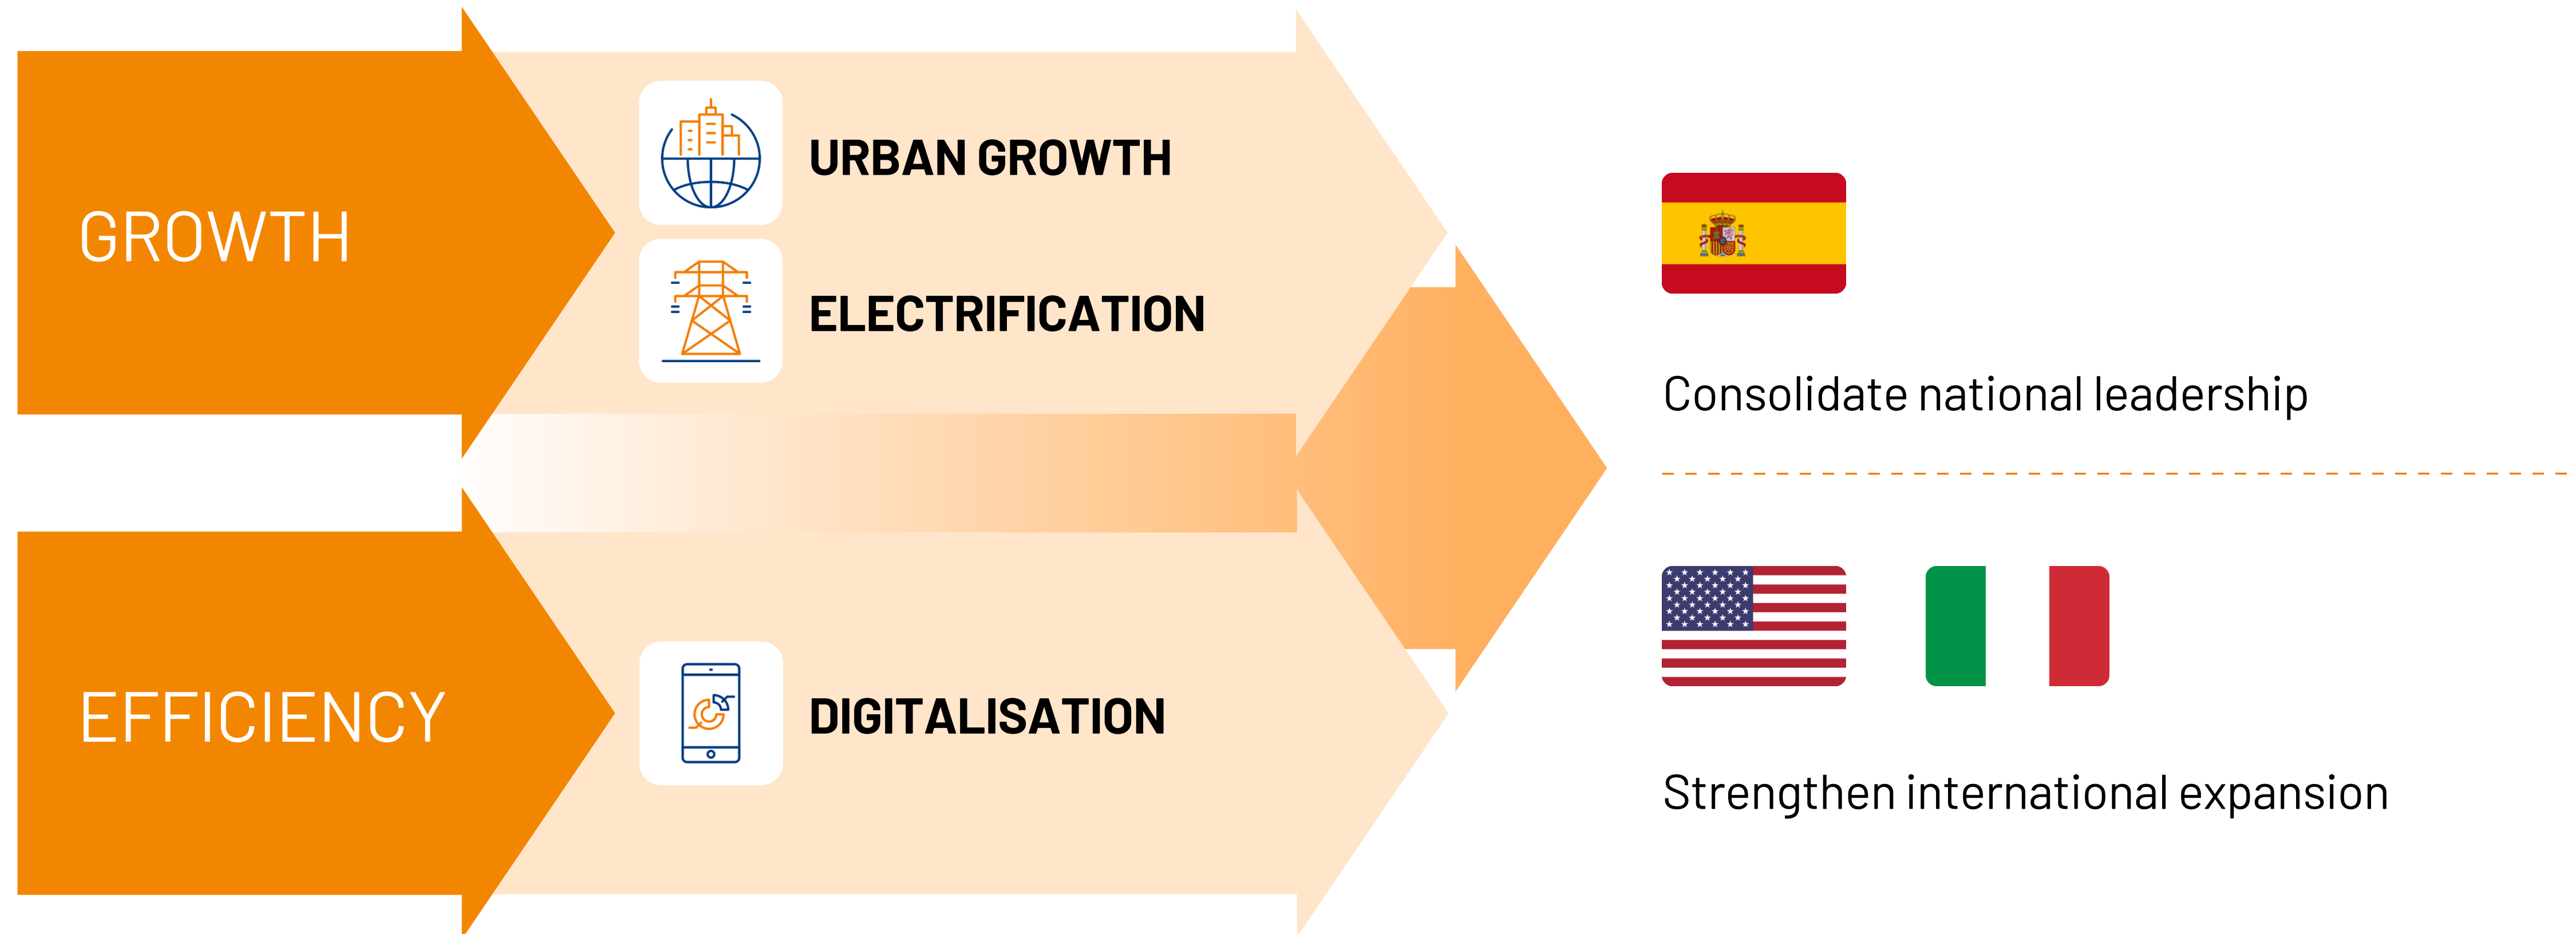 GROWTH
URBAN GROWTH
ELECTRIFICATION
EFFICIENCY
DIGITALISATION
Consolidate national leadership
Strengthen international expansion